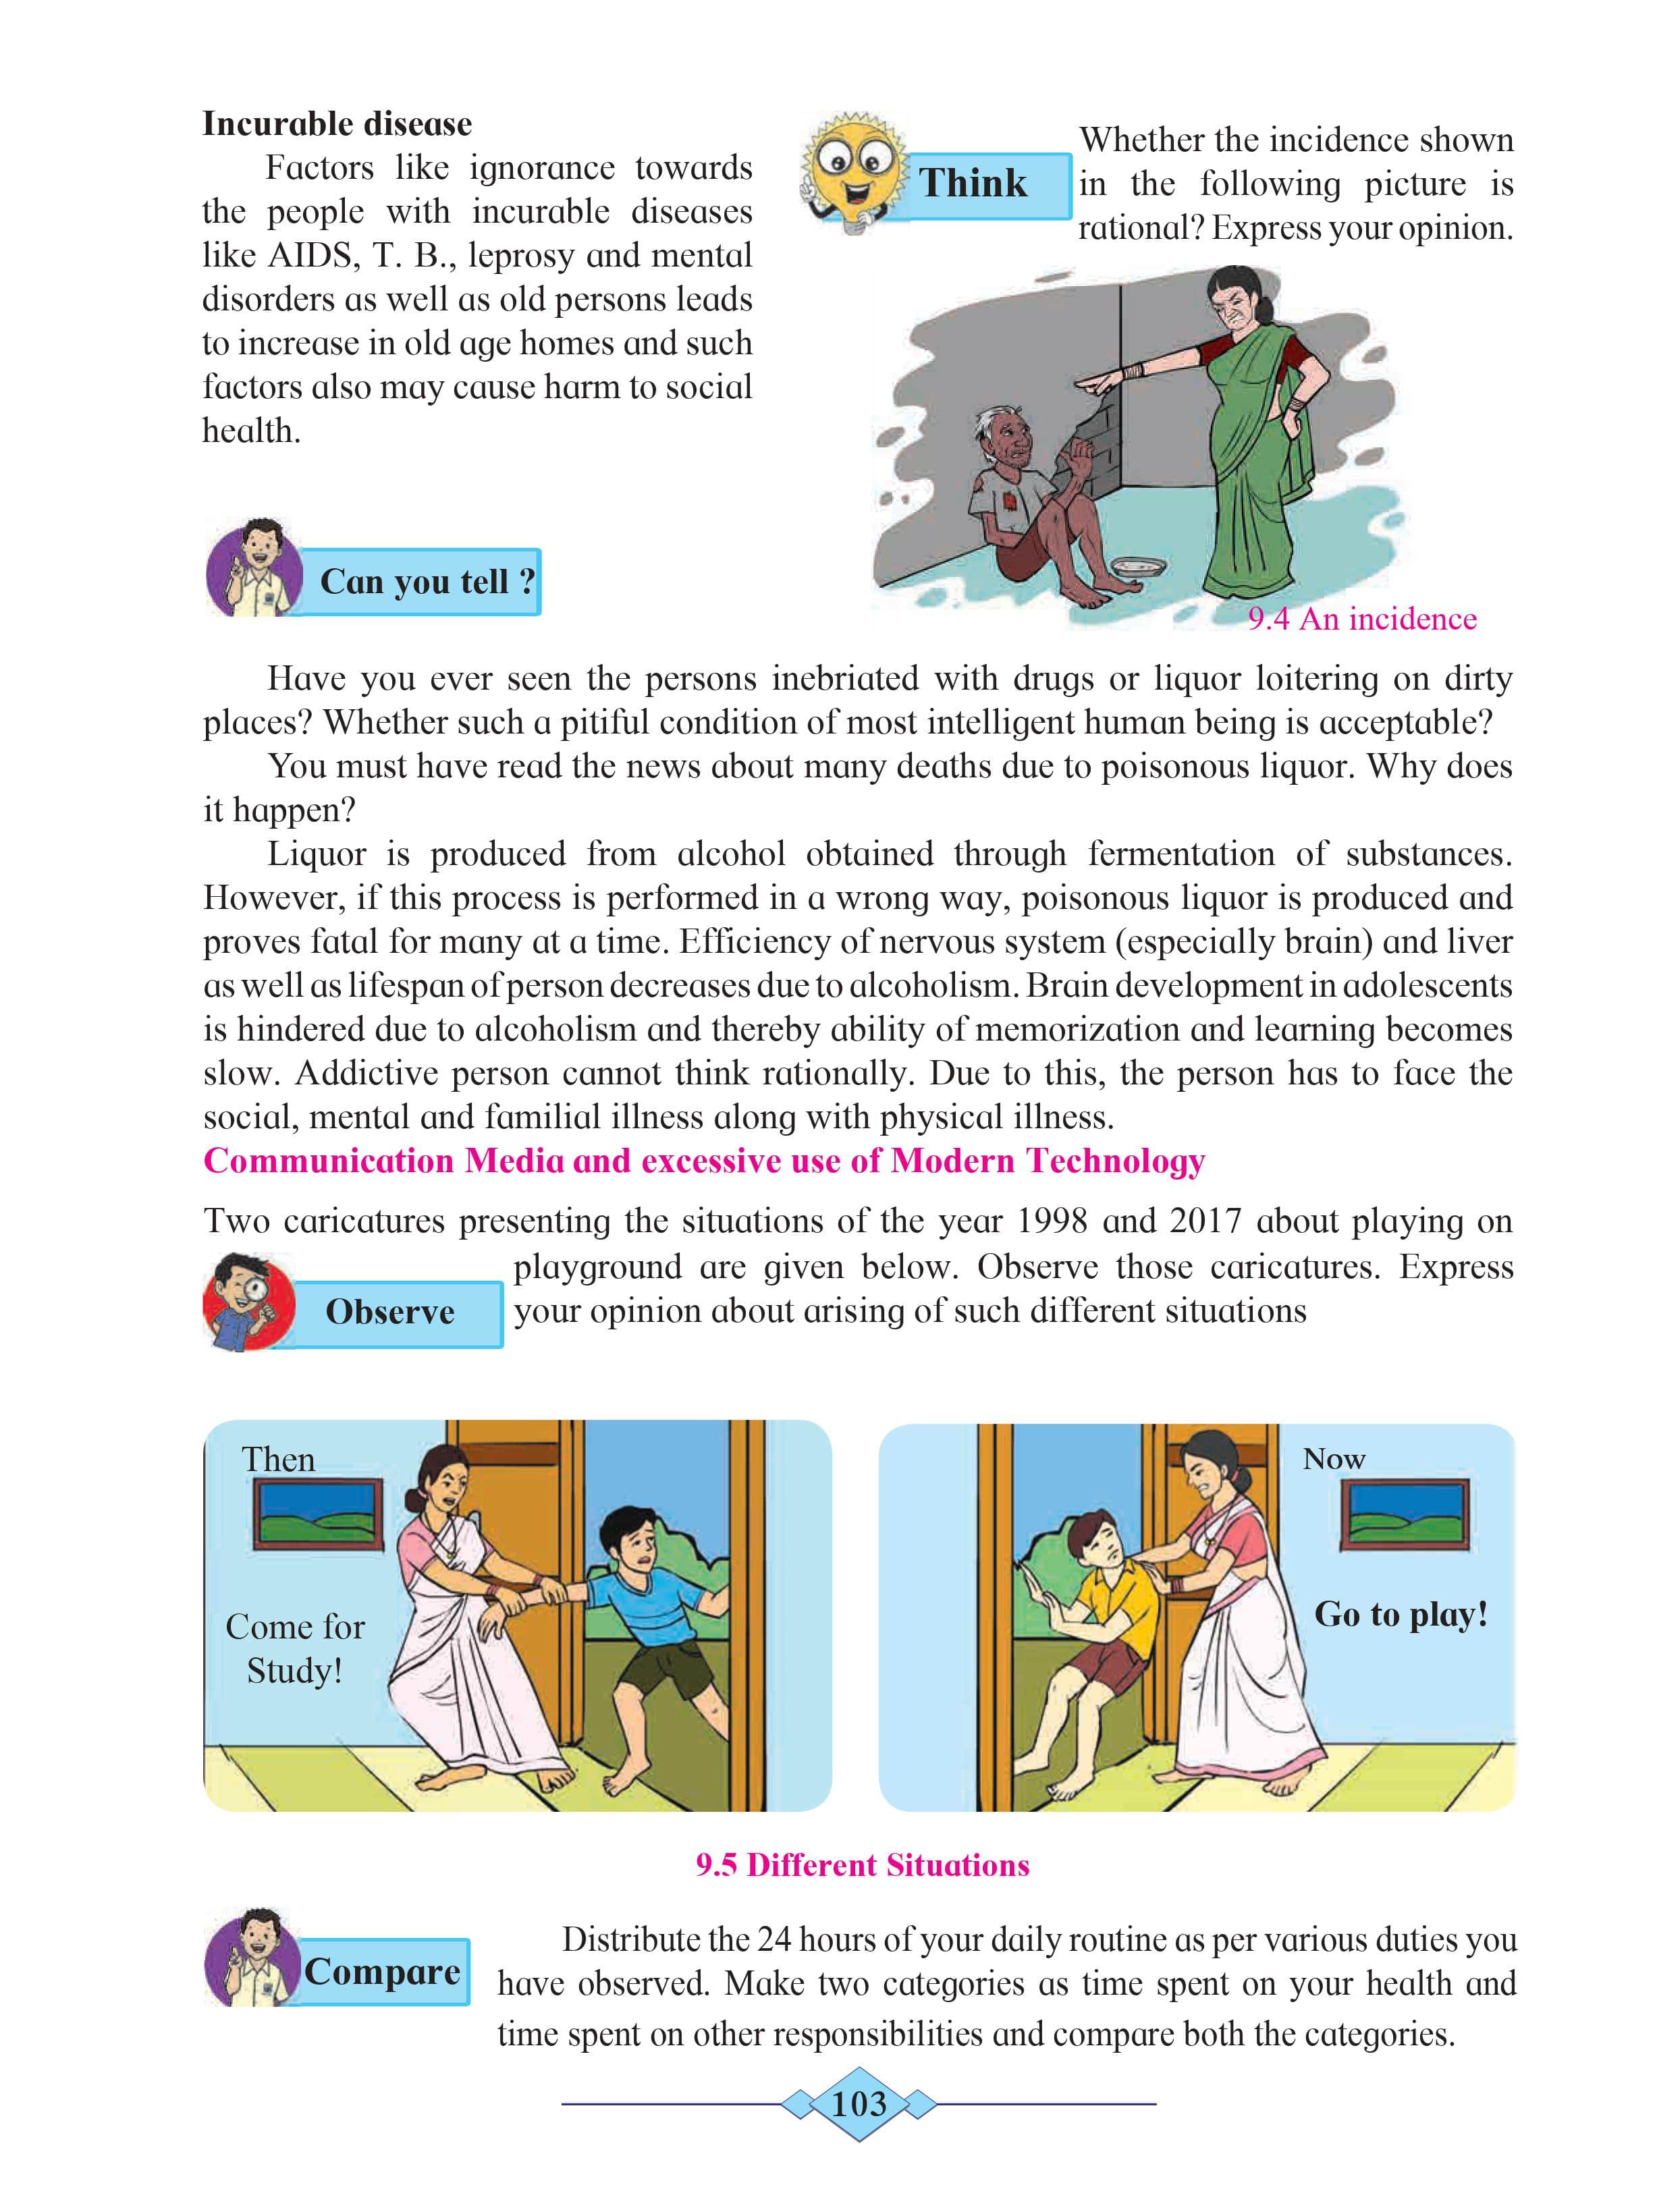 Incurable disease
Factors like ignorance towards
the people with incurable diseases
like AIDS, T. B., leprosy and mental
disorders as well as old persons leads
to increase in old age homes and such
factors also may cause harm to social
health.
Think
Whether the incidence shown
in the following picture is
rational? Express your opinion.
9.4 An incidence
Can you tell ?
Have you ever seen the persons inebriated with drugs or liquor loitering on dirty
places? Whether such a pitiful condition of most intelligent human being is acceptable?
You must have read the news about many deaths due to poisonous liquor. Why does
it happen?
Liquor is produced from alcohol obtained through fermentation of substances.
However, if this process is performed in a wrong way, poisonous liquor is produced and
proves fatal for many at a time. Efficiency of nervous system (especially brain) and liver
as well as lifespan of person decreases due to alcoholism. Brain development in adolescents
is hindered due to alcoholism and thereby ability of memorization and learning becomes
slow. Addictive person cannot think rationally. Due to this, the person has to face the
social, mental and familial illness along with physical illness.
Communication Media and excessive use of Modern Technology
Two caricatures presenting the situations of the year 1998 and 2017 about playing on
playground are given below. Observe those caricatures. Express
Observe
your opinion about arising of such different situations
Then
Come for
Study!
Now
Go to play!
9.5 Different Situations
Compare
Distribute the 24 hours of your daily routine as per various duties you
have observed. Make two categories as time spent on your health and
time spent on other responsibilities and compare both the categories.
103